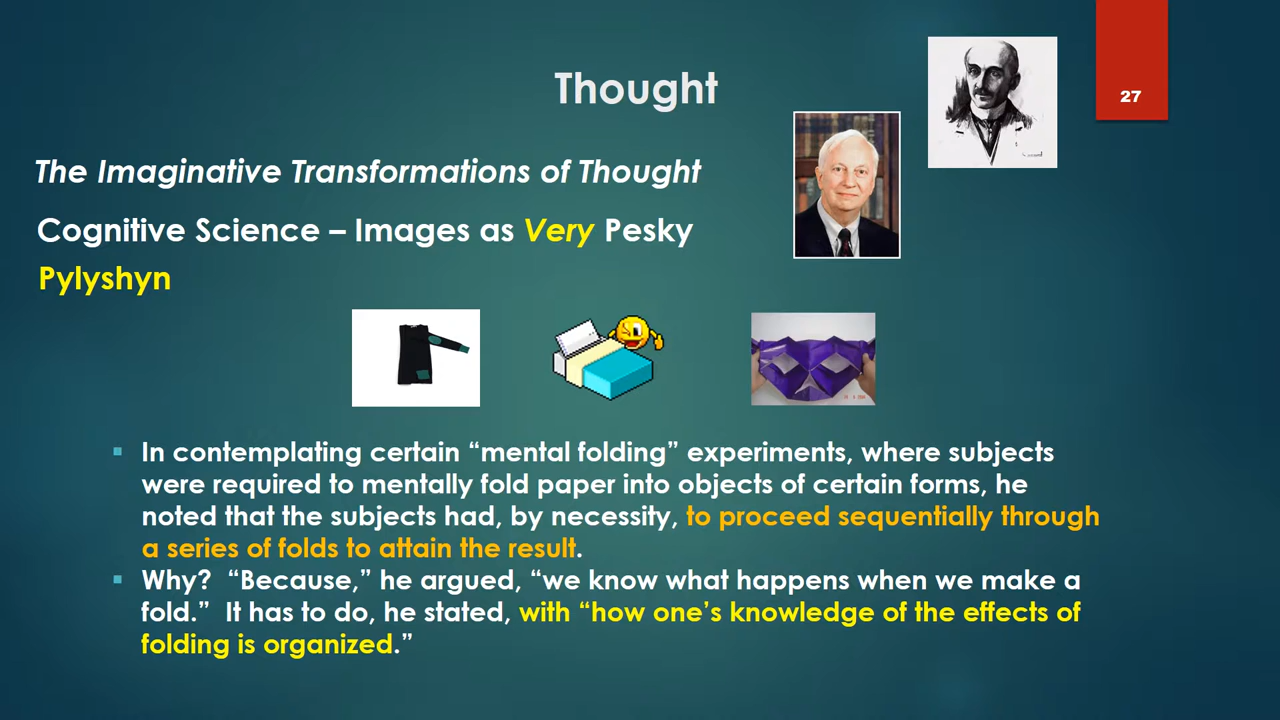 Thought
27
The Imaginative Transformations of Thought
Cognitive Science – Images as Very Pesky
Pylyshyn
In contemplating certain “mental folding” experiments, where subjects
were required to mentally fold paper into objects of certain forms, he
noted that the subjects had, by necessity, to proceed sequentially through
a series of folds to attain the result.
Why?  “Because,” he argued, “we know what happens when we make a
fold.”  It has to do, he stated, with “how one’s knowledge of the effects of
folding is organized.”